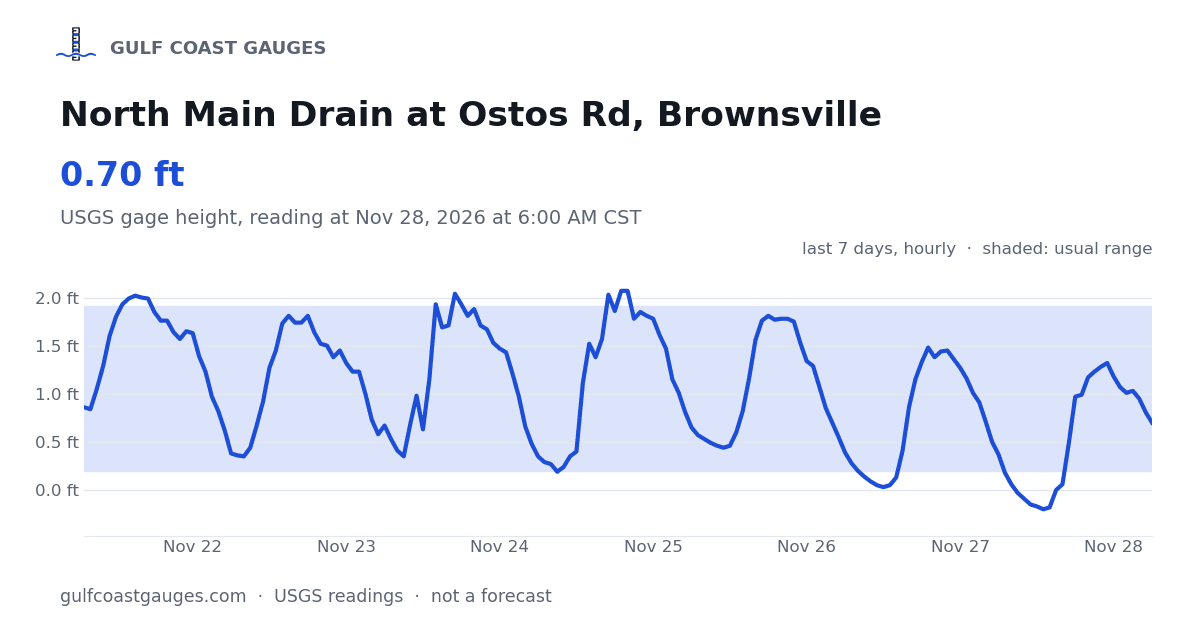 GULF COAST GAUGES
North Main Drain at Ostos Rd, Brownsville
0.70 ft
USGS gage height, reading at Nov 28, 2026 at 6:00 AM CST
last 7 days, hourly · shaded: usual range
2.0 ft
1.5 ft
1.0 ft
0.5 ft
0.0 ft
Nov 22 Nov 23 Nov 24 Nov 25 Nov 26 Nov 27 Nov 28
gulfcoastgauges.com · USGS readings · not a forecast